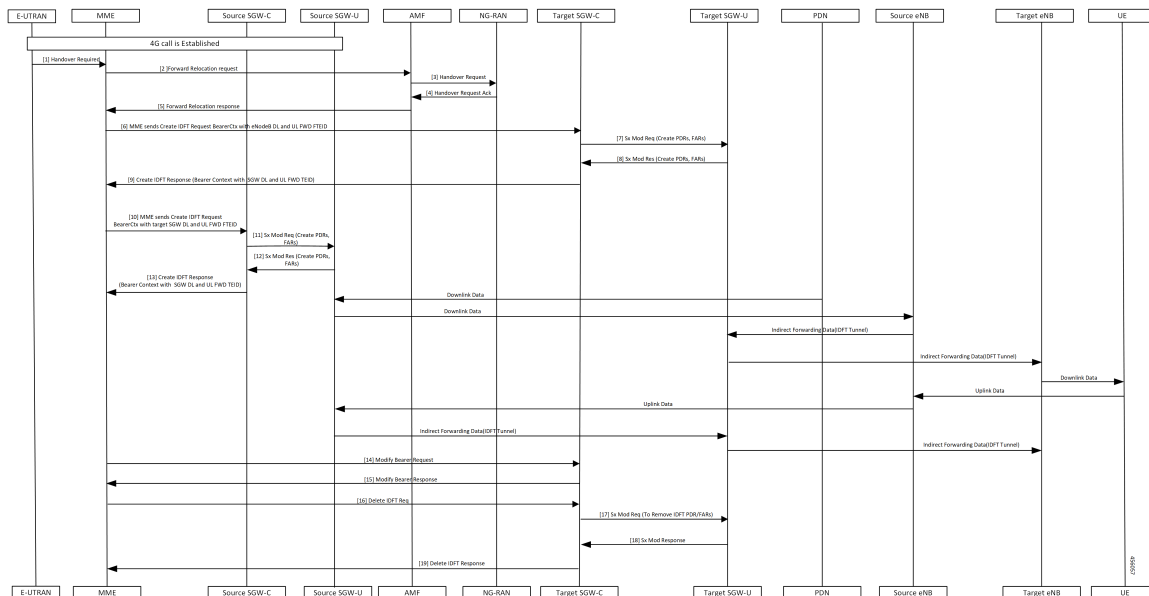 E-UTRAN
MME
Source SGW-C
Source SGW-U
AMF
NG-RAN
Target SGW-C
Target SGW-U
PDN
Source eNB
Target eNB
UE
4G call is Established
[1] Handover Required
[2 ]Forward Relocation request
[3] Handover Request
[4] Handover Request Ack
[5] Forward Relocation response
[6] MME sends Create IDFT Request BearerCtx with eNodeB DL and UL FWD FTEID
[7] Sx Mod Req (Create PDRs, FARs)
[8] Sx Mod Res (Create PDRs, FARs)
[9] Create IDFT Response (Bearer Context with SGW DL and UL FWD TEID)
[10] MME sends Create IDFT Request
BearerCtx with target SGW DL and UL FWD FTEID
[11] Sx Mod Req (Create PDRs,
FARs)
[12] Sx Mod Res (Create PDRs,
FARs)
[13] Create IDFT Response
(Bearer Context with SGW DL and UL FWD TEID)
Downlink Data
Downlink Data
Indirect Forwarding Data(IDFT Tunnel)
Indirect Forwarding Data(IDFT Tunnel)
Downlink Data
Uplink Data
Uplink Data
Indirect Forwarding Data(IDFT Tunnel)
Indirect Forwarding Data(IDFT Tunnel)
[14] Modify Bearer Request
[15] Modify Bearer Response
[16] Delete IDFT Req
[17] Sx Mod Req (To Remove IDFT PDR/FARs)
[18] Sx Mod Response
[19] Delete IDFT Response
456057
E-UTRAN
MME
Source SGW-C
Source SGW-U
AMF
NG-RAN
Target SGW-C
Target SGW-U
PDN
Source eNB
Target eNB
UE